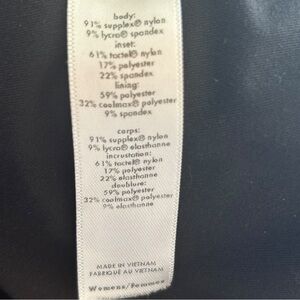 body:
91% supplex® nylon
9% lycra® spandex
inset:
61% tactel® nylon
17% polyester
22% spandex
lining:
59% polyester
32% coolmax® polyester
9% spandex
corps:
91% supplex® nylon
9% lycra® elasthanne
incrustation:
61% tactel® nylon
17% polyester
22% elasthanne
doublure:
59% polyester
32% coolmax® polyester
9% elasthanne
MADE IN VIETNAM
FABRIQUÉ AU VIETNAM
Womens/Femmes